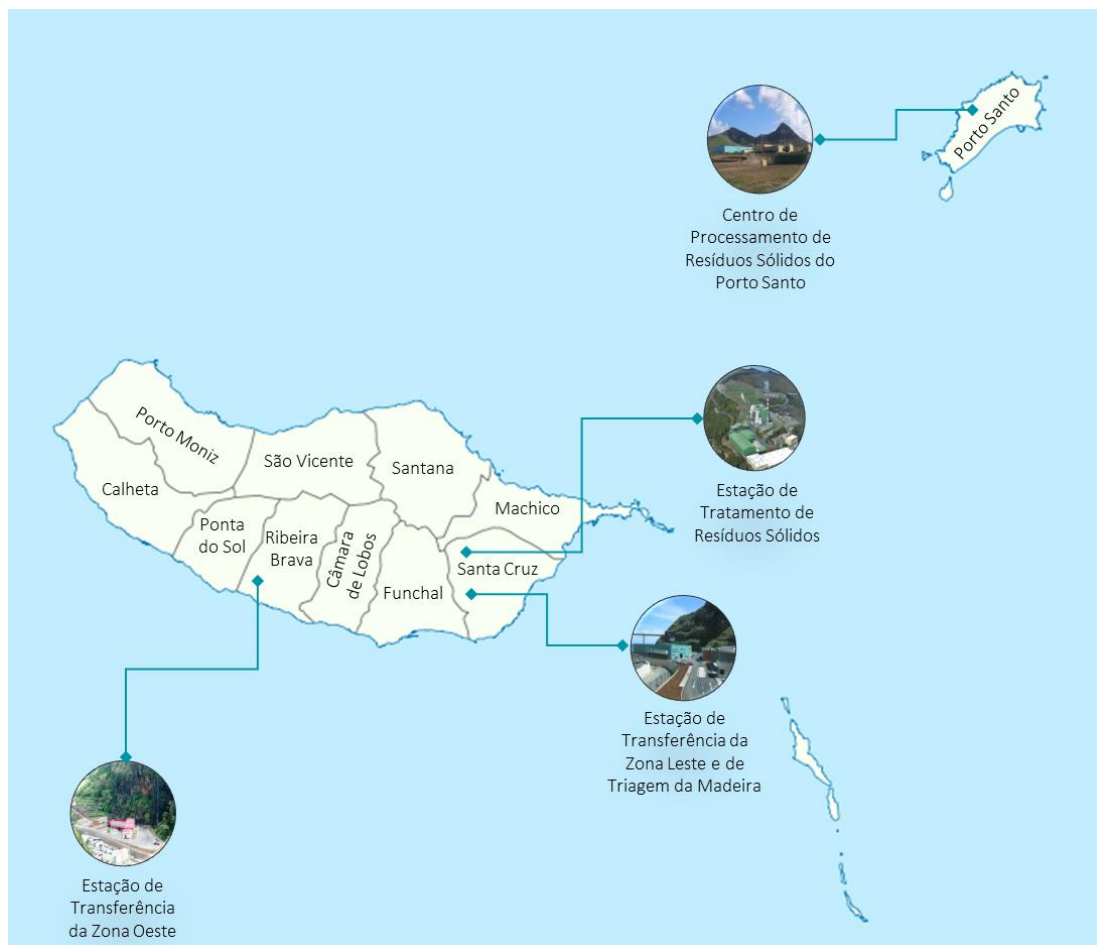 Porto Santo
Centro de
Processamento de
Resíduos Sólidos do
Porto Santo
Porto Moniz
São Vicente
Santana
Calheta
Machico
Estação de
Tratamento de
Resíduos Sólidos
Ponta
do Sol
Ribeira
Brava
Câmara
de Lobos
Funchal
Santa Cruz
Estação de
Transferência da
Zona Leste e de
Triagem da Madeira
Estação de
Transferência
da Zona Oeste